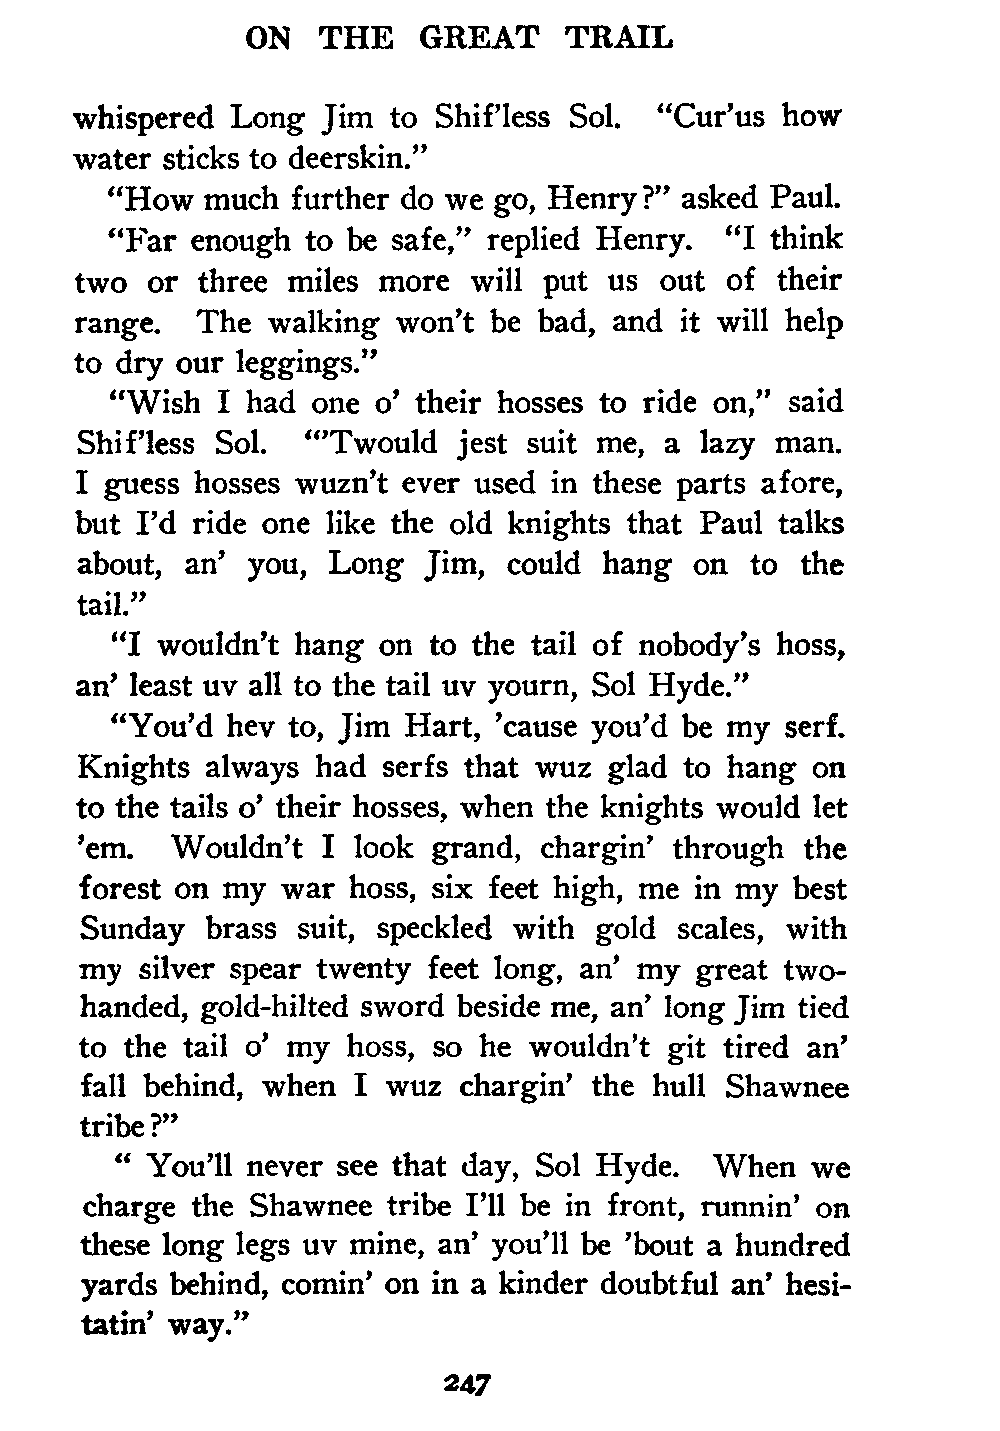 ON THE GREAT TRAIL
whispered Long Jim to Shif’less Sol. “Cur’us how
water sticks to deerskin.”
“How much further do we go, Henry?” asked Paul.
“Far enough to be safe,” replied Henry. “I think
two or three miles more will put us out of their
range. The walking won’t be bad, and it will help
to dry our leggings.”
“Wish I had one o’ their hosses to ride on,” said
Shif’less Sol. “’Twould jest suit me, a lazy man.
I guess hosses wuzn’t ever used in these parts afore,
but I’d ride one like the old knights that Paul talks
about, an’ you, Long Jim, could hang on to the
tail.”
“I wouldn’t hang on to the tail of nobody’s hoss,
an’ least uv all to the tail uv yourn, Sol Hyde.”
“You’d hev to, Jim Hart, ’cause you’d be my serf.
Knights always had serfs that wuz glad to hang on
to the tails o’ their hosses, when the knights would let
’em. Wouldn’t I look grand, chargin’ through the
forest on my war hoss, six feet high, me in my best
Sunday brass suit, speckled with gold scales, with
my silver spear twenty feet long, an’ my great two-
handed, gold-hilted sword beside me, an’ long Jim tied
to the tail o’ my hoss, so he wouldn’t git tired an’
fall behind, when I wuz chargin’ the hull Shawnee
tribe?”
“ You’ll never see that day, Sol Hyde. When we
charge the Shawnee tribe I’ll be in front, runnin’ on
these long legs uv mine, an’ you’ll be ’bout a hundred
yards behind, comin’ on in a kinder doubtful an’ hesi-
tatin’ way.”
247